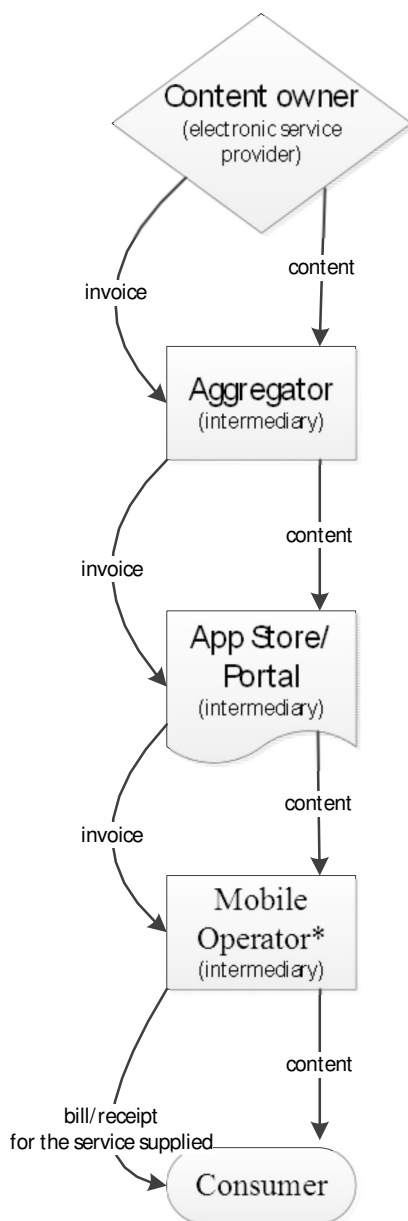 Content owner
(electronic service
provider)
content
invoice
Aggregator
(intermediary)
content
invoice
App Store/
Portal
(intermediary)
content
invoice
Mobile
Operator*
(intermediary)
content
bill/receipt
for the service supplied
Consumer